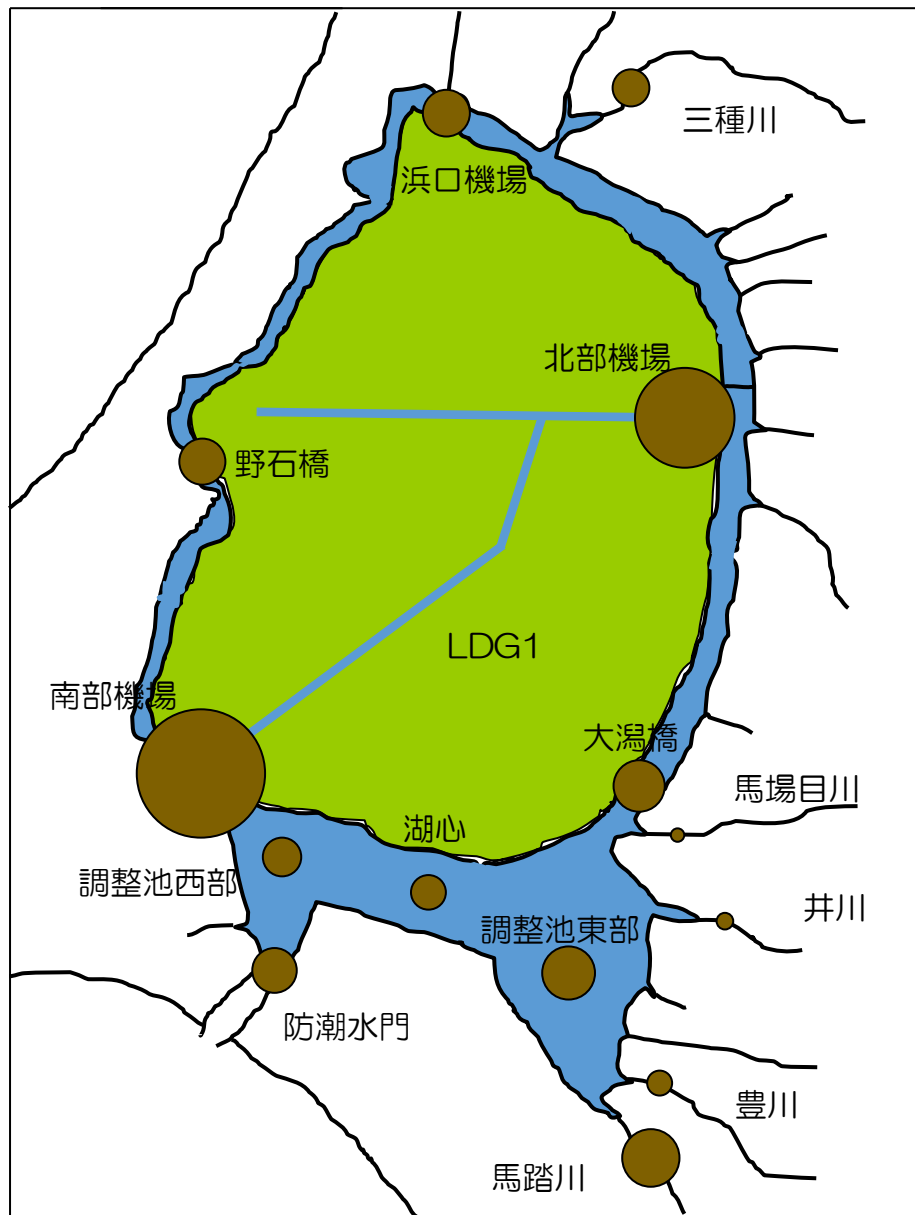 三種川
浜口機場
北部機場
野石橋
LDG1
南部機場
大潟橋
馬場目川
湖心
調整池西部
井川
調整池東部
防潮水門
豊川
馬踏川